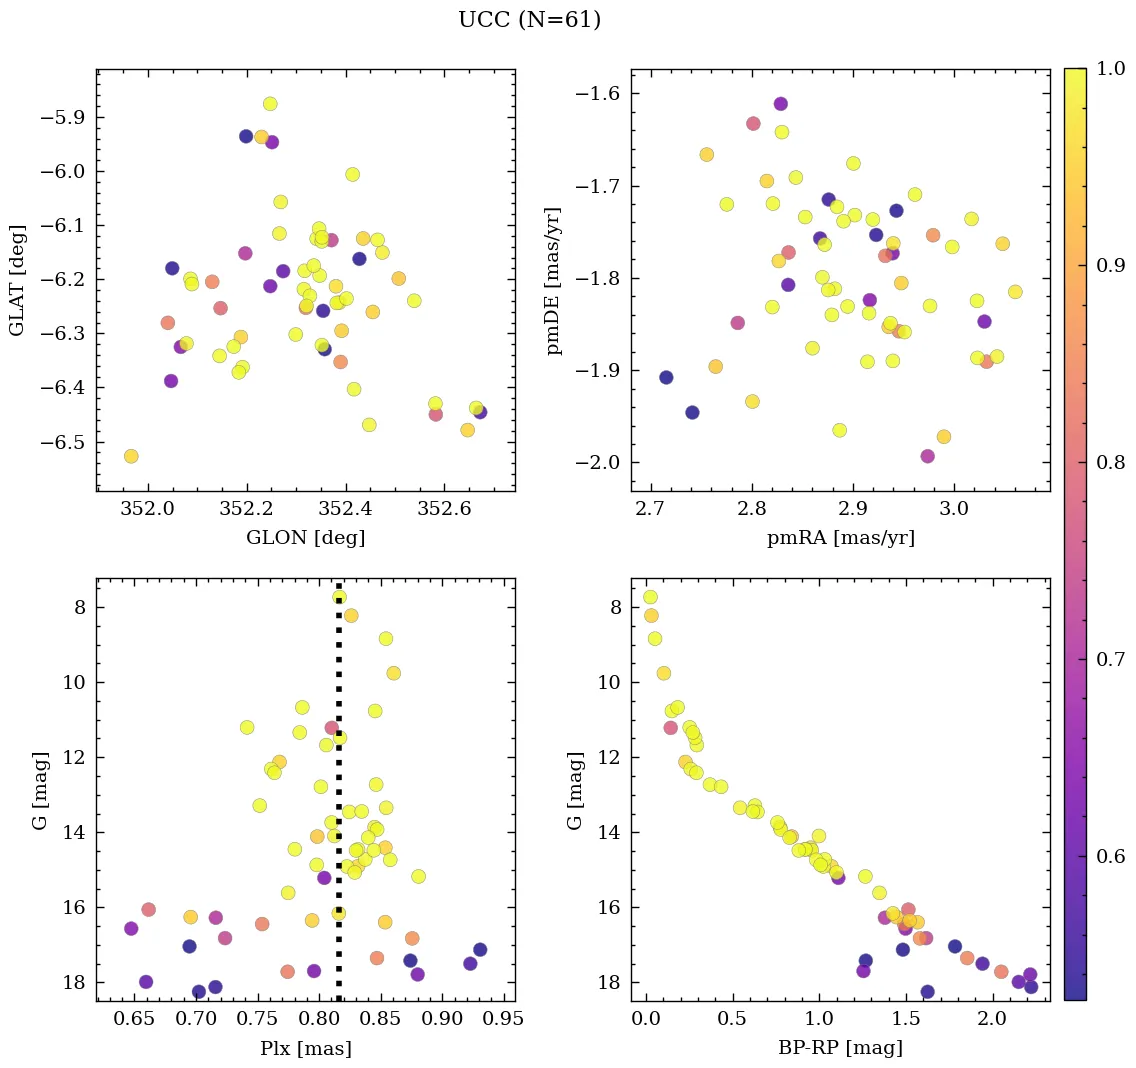 UCC (N=61)
−5.9
−6.0
−6.1
−6.2
−6.3
−6.4
−6.5
GLAT [deg]
352.0 352.2 352.4 352.6
GLON [deg]
−1.6
−1.7
−1.8
−1.9
−2.0
pmDE [mas/yr]
2.7 2.8 2.9 3.0
pmRA [mas/yr]
1.0
0.9
0.8
0.7
0.6
8
10
12
14
16
18
G [mag]
0.65 0.70 0.75 0.80 0.85 0.90 0.95
Plx [mas]
8
10
12
14
16
18
G [mag]
0.0 0.5 1.0 1.5 2.0
BP-RP [mag]